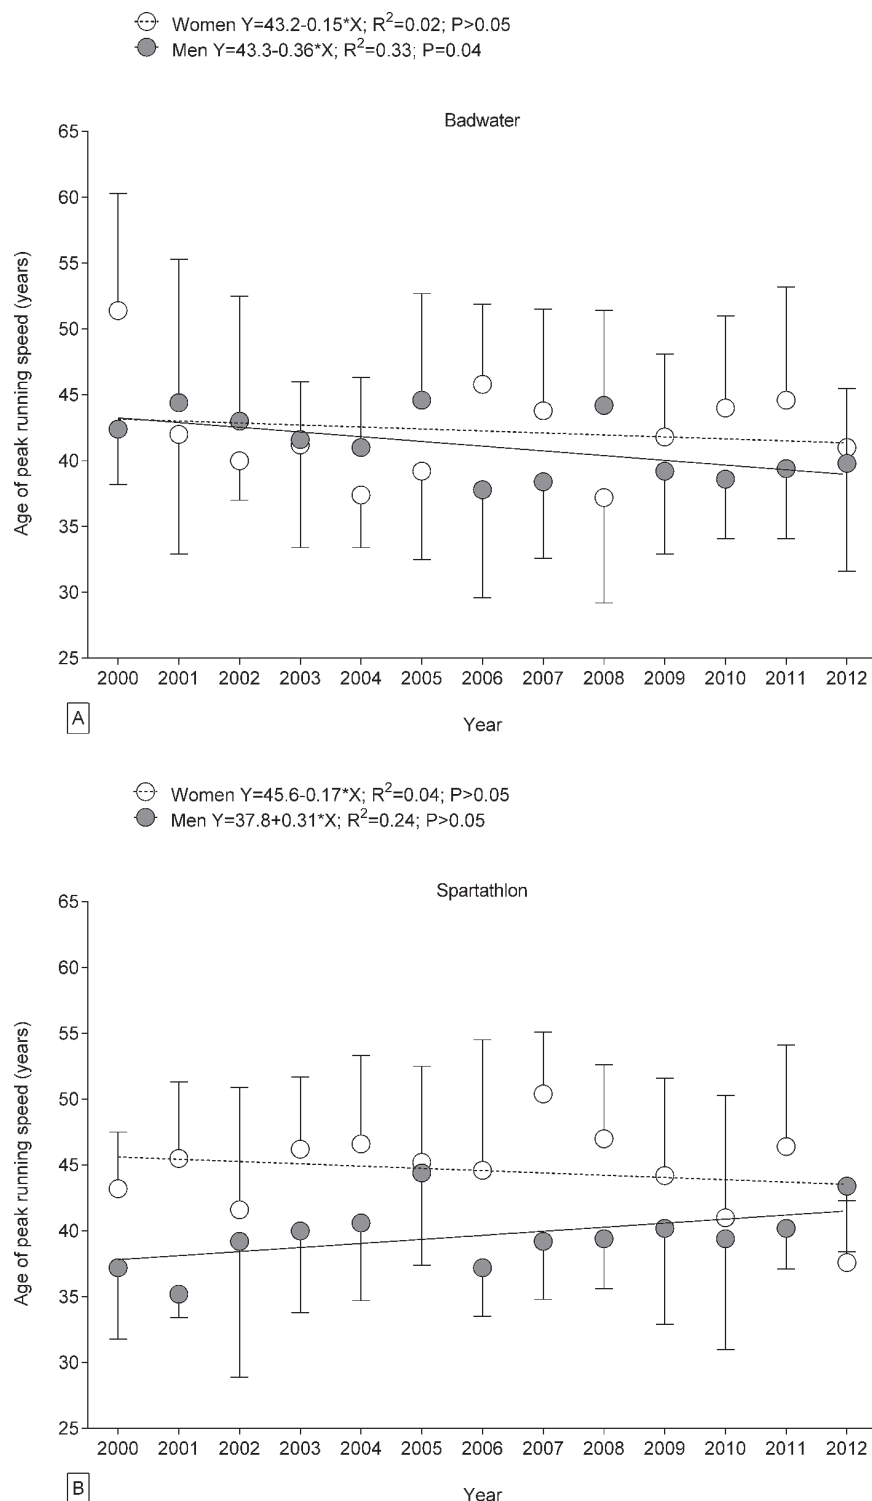 Women Y=43.2-0.15*X; R²=0.02; P>0.05
Men Y=43.3-0.36*X; R²=0.33; P=0.04
Badwater
Age of peak running speed (years)
65
60
55
50
45
40
35
30
25
2000 2001 2002 2003 2004 2005 2006 2007 2008 2009 2010 2011 2012
A
Year
Women Y=45.6-0.17*X; R²=0.04; P>0.05
Men Y=37.8+0.31*X; R²=0.24; P>0.05
Spartathlon
Age of peak running speed (years)
65
60
55
50
45
40
35
30
25
2000 2001 2002 2003 2004 2005 2006 2007 2008 2009 2010 2011 2012
B
Year